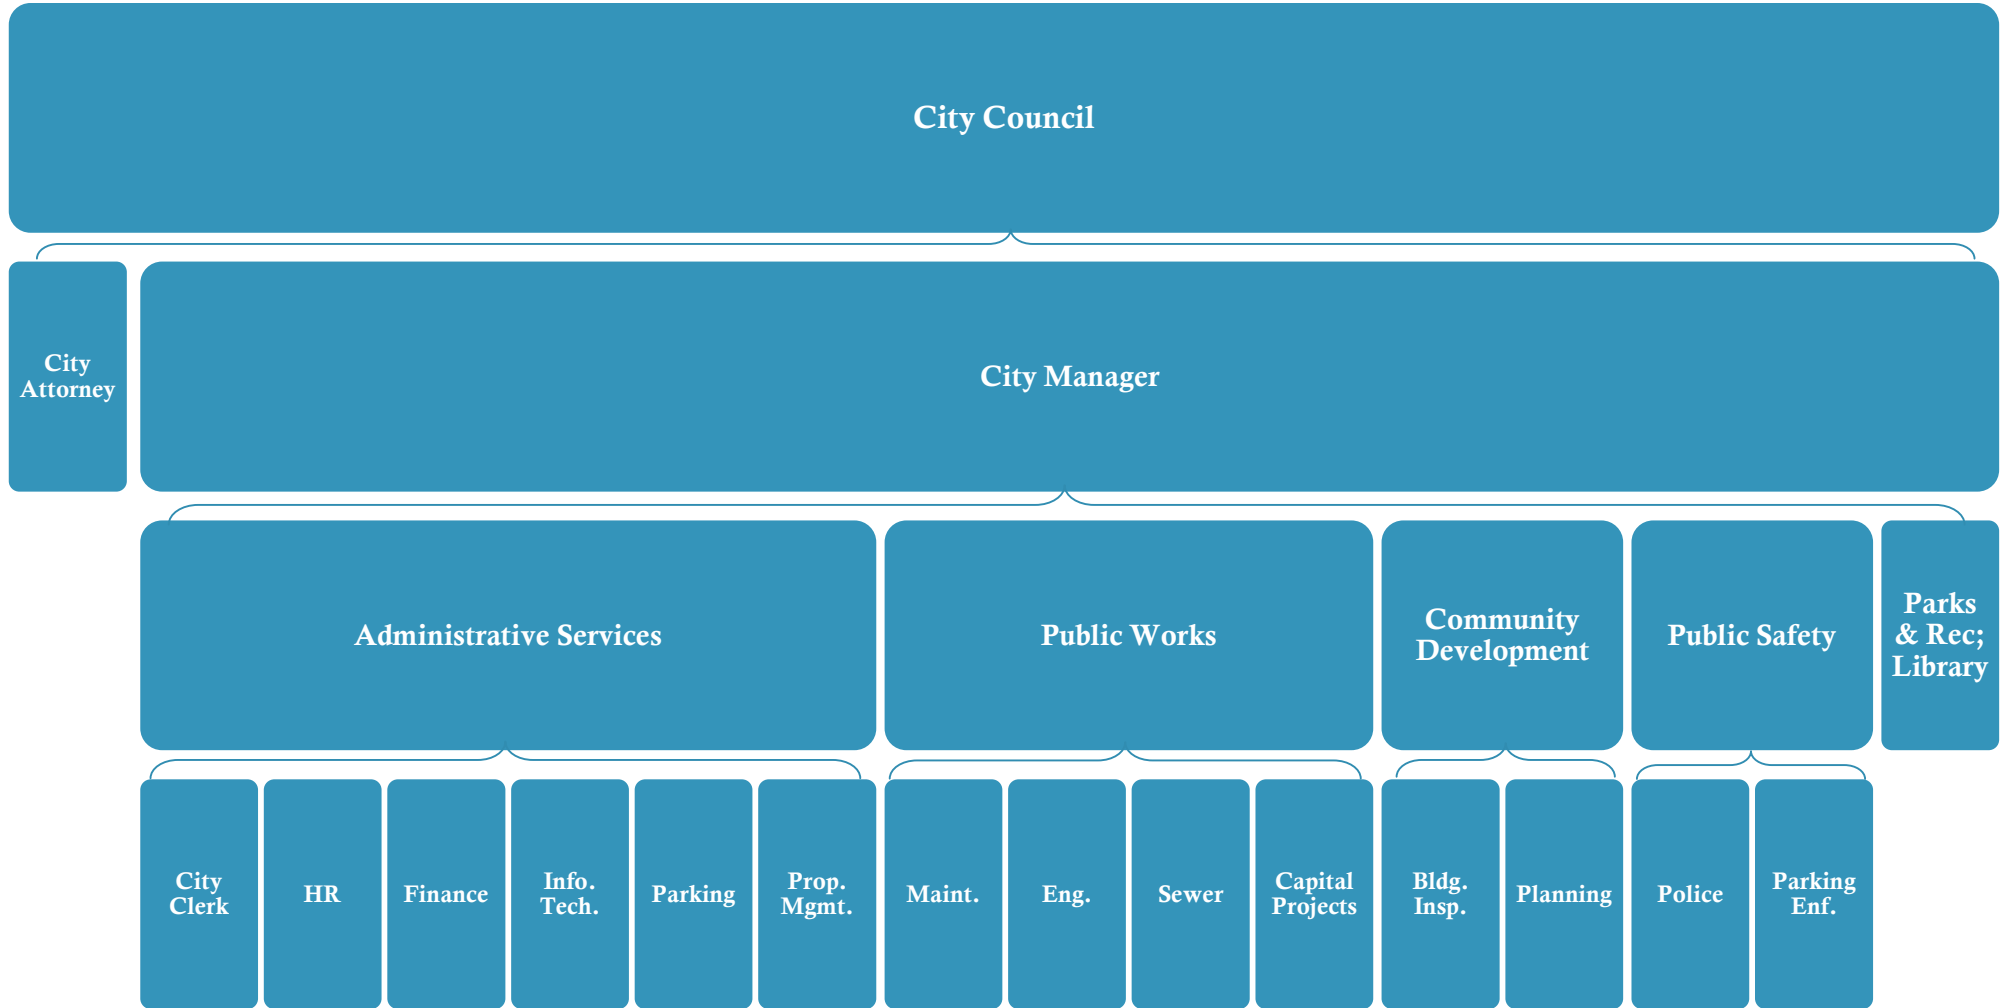 City Council
City
Attorney
City Manager
Administrative Services
Public Works
Community
Development
Public Safety
Parks
& Rec;
Library
City
Clerk
HR
Finance
Info.
Tech.
Parking
Prop.
Mgmt.
Maint.
Eng.
Sewer
Capital
Projects
Bldg.
Insp.
Planning
Police
Parking
Enf.